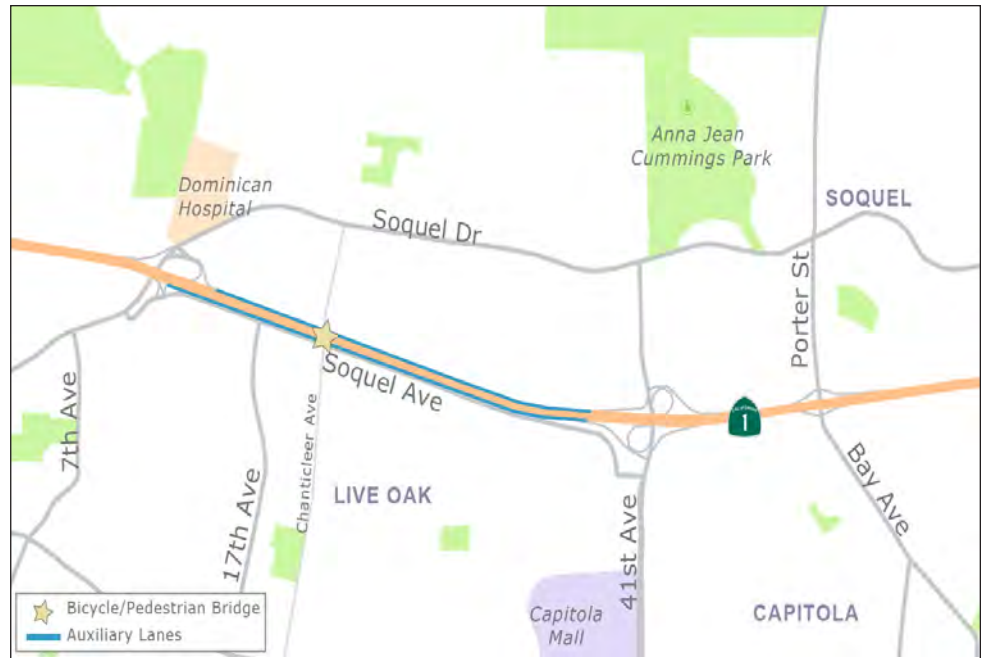 Anna Jean
Cummings Park
Dominican
Hospital
SOQUEL
Soquel Dr
Porter St
Soquel Ave
7th Ave
17th Ave
Chanticleer Ave
LIVE OAK
1
41st Ave
Bay Ave
Capitola
Mall
CAPITOLA
Bicycle/Pedestrian Bridge
Auxiliary Lanes